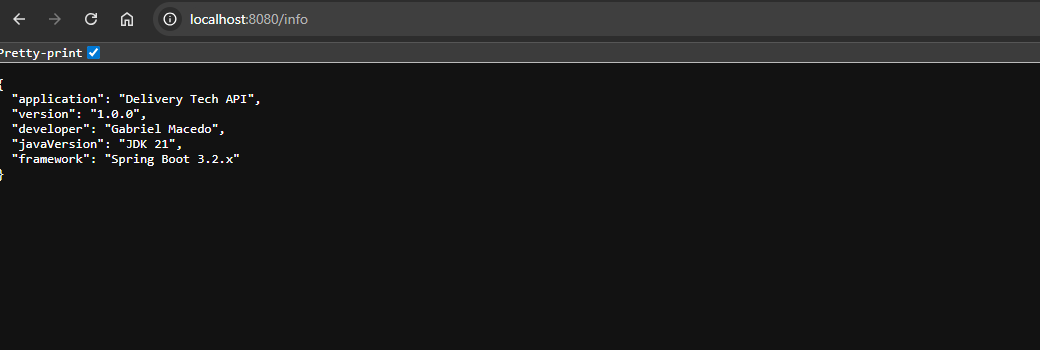 localhost:8080/info
Pretty-print
{
"application": "Delivery Tech API",
"version": "1.0.0",
"developer": "Gabriel Macedo",
"javaVersion": "JDK 21",
"framework": "Spring Boot 3.2.x"
}